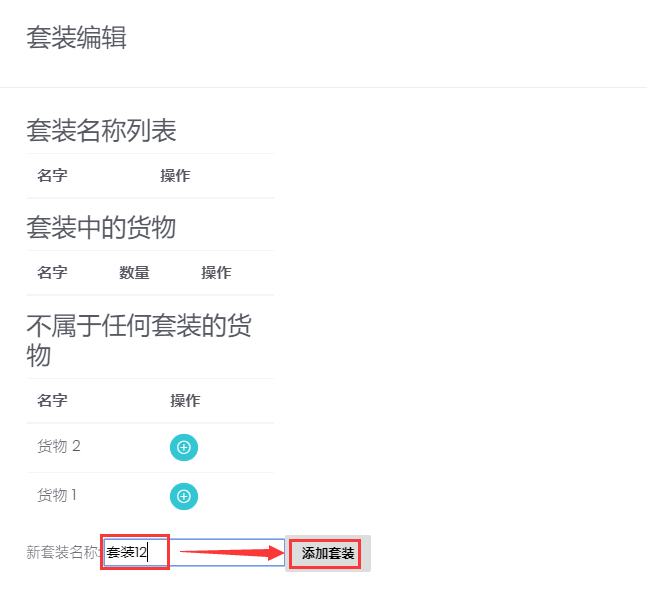 套装编辑
套装名称列表
名字 操作
套装中的货物
名字 数量 操作
不属于任何套装的货
物
名字 操作
货物 2
货物 1
新套装名称: 套装12 添加套装